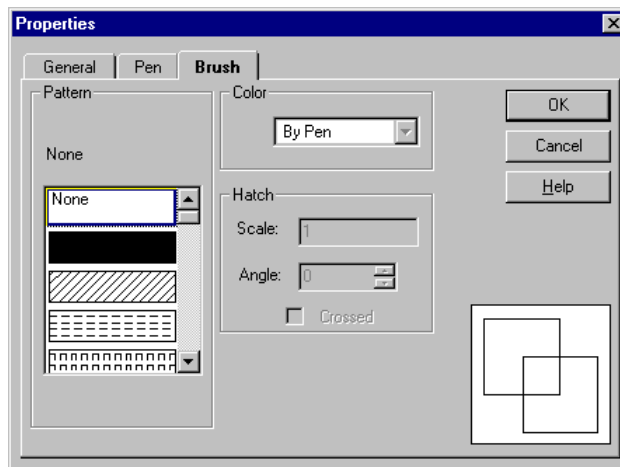 Properties
General Pen Brush
Pattern
None
None
Color
By Pen
Hatch
Scale: 1
Angle: 0
Crossed
OK
Cancel
Help